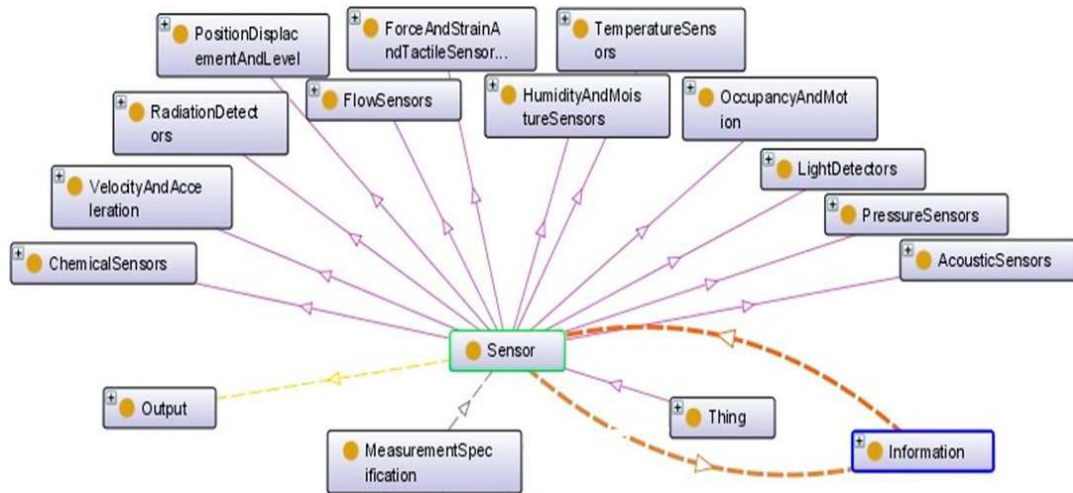 PositionDisplac
ementAndLevel
ForceAndStrainA
ndTactileSensor...
TemperatureSens
ors
RadiationDetect
ors
FlowSensors
HumidityAndMois
tureSensors
OccupancyAndMot
ion
VelocityAndAcce
leration
LightDetectors
PressureSensors
ChemicalSensors
AcousticSensors
Sensor
Output
Thing
MeasurementSpec
ification
Information